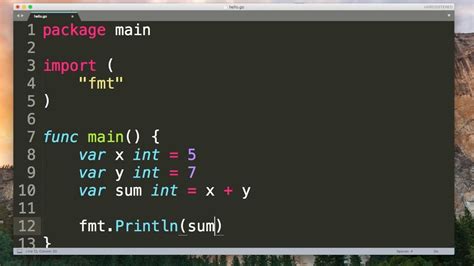 hello.go
hello.go
UNREGISTERED
1 package main
2
3 import (
4     "fmt"
5 )
6
7 func main() {
8     var x int = 5
9     var y int = 7
10     var sum int = x + y
11
12     fmt.Println(sum)
13 }